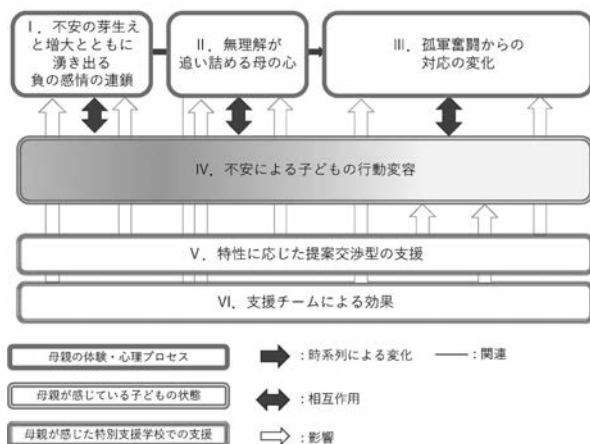 Ⅰ．不安の芽生え
と増大とともに
湧き出る
負の感情の連鎖
Ⅱ．無理解が
追い詰める母の心
Ⅲ．孤軍奮闘からの
対応の変化
Ⅳ．不安による子どもの行動変容
Ⅴ．特性に応じた提案交渉型の支援
Ⅵ．支援チームによる効果
母親の体験・心理プロセス
：時系列による変化
：関連
母親が感じている子どもの状態
：相互作用
母親が感じた特別支援学校での支援
：影響